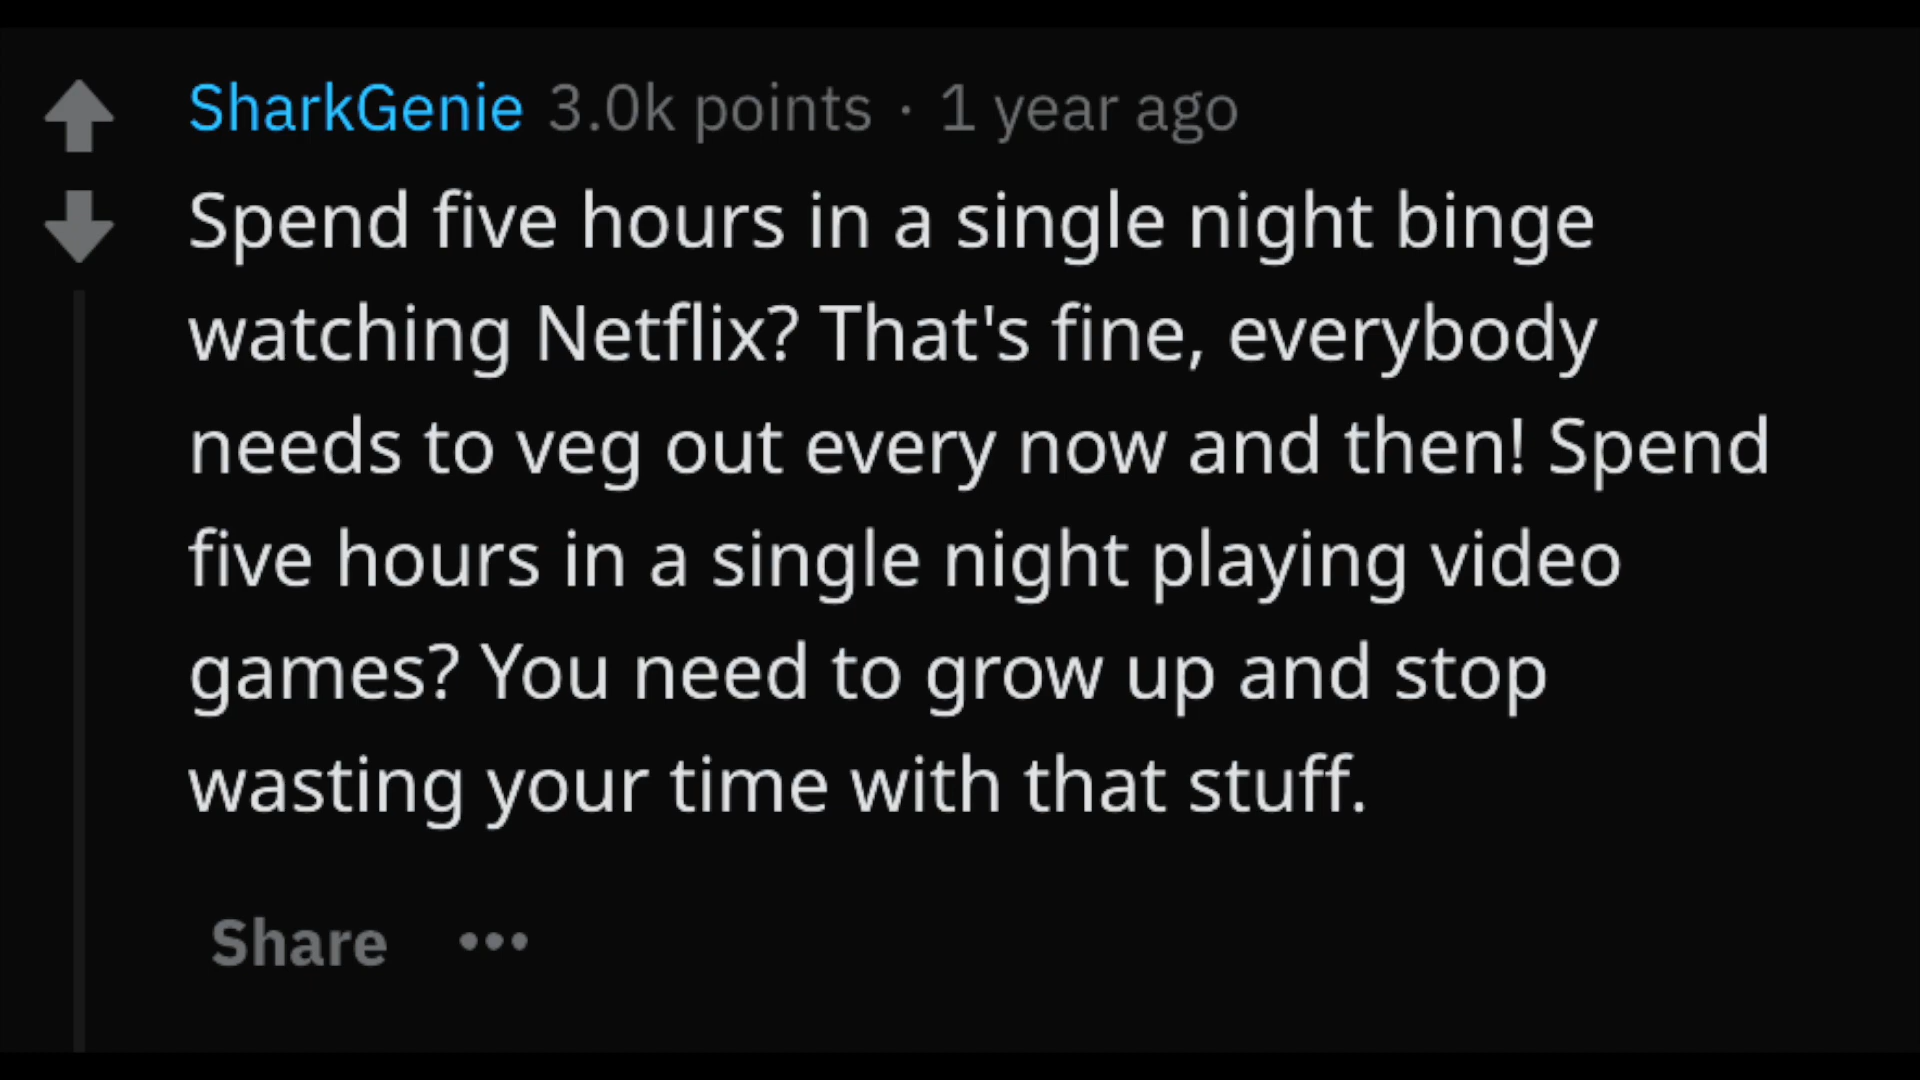 SharkGenie 3.0k points · 1 year ago
Spend five hours in a single night binge
watching Netflix? That's fine, everybody
needs to veg out every now and then! Spend
five hours in a single night playing video
games? You need to grow up and stop
wasting your time with that stuff.
Share •••